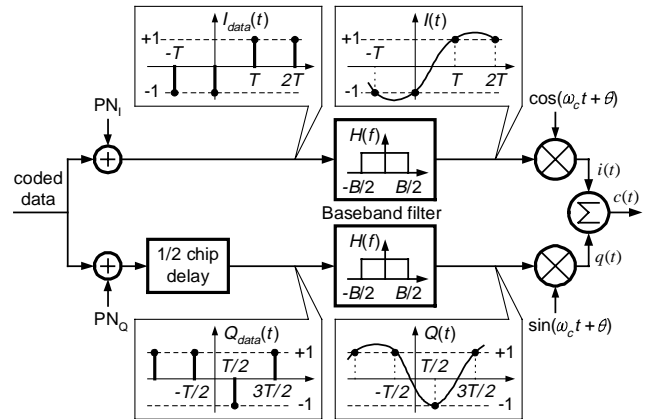 I_data(t)
+1
-T
T
2T
-1
I(t)
+1
-T
T
2T
-1
PN_I
cos(ω_c t + θ)
H(f)
-B/2
B/2
i(t)
coded
data
Baseband filter
Σ
c(t)
1/2 chip
delay
H(f)
-B/2
B/2
q(t)
PN_Q
sin(ω_c t + θ)
Q_data(t)
T/2
+1
-T/2
3T/2
-1
Q(t)
T/2
+1
-T/2
3T/2
-1